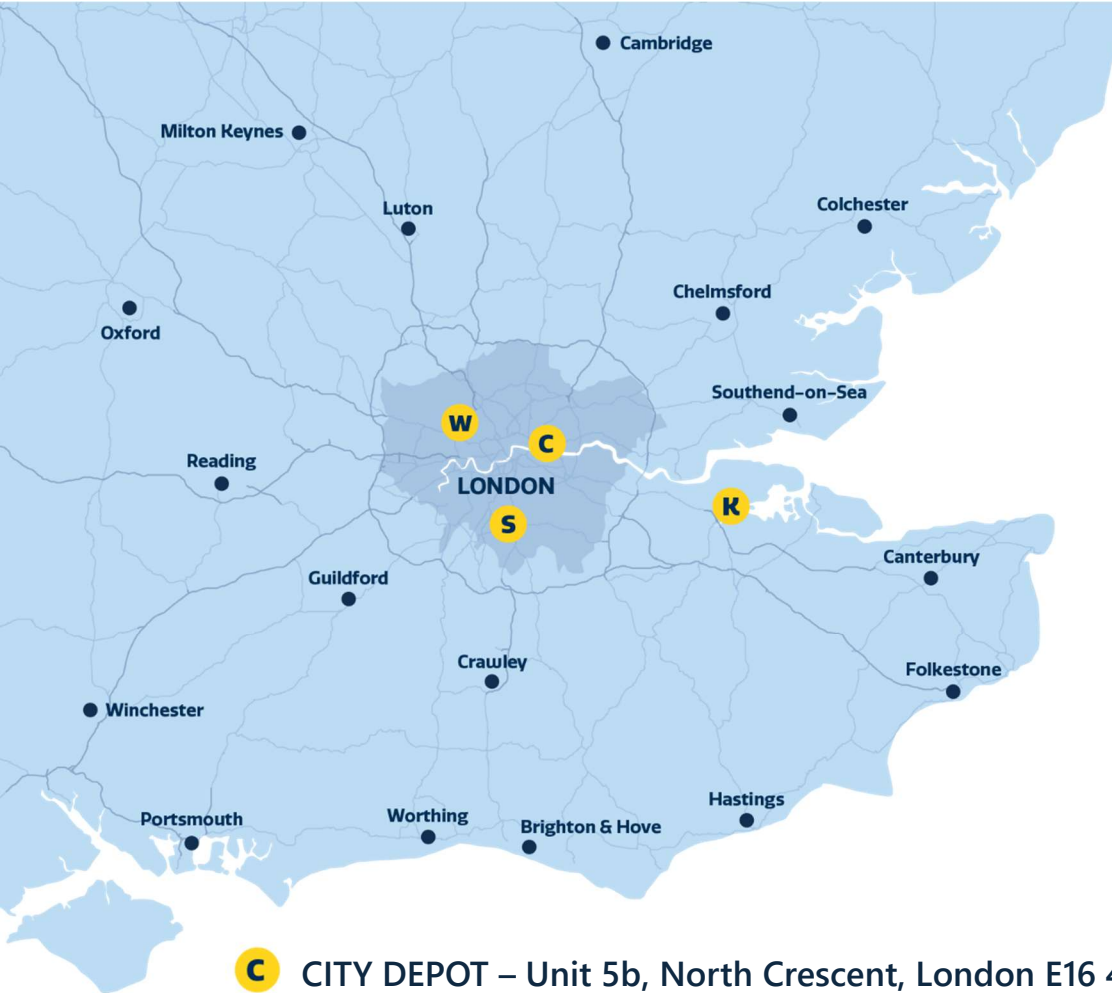 Cambridge
Milton Keynes
Luton
Colchester
Chelmsford
Oxford
Southend-on-Sea
W
C
Reading
LONDON
K
S
Canterbury
Guildford
Crawley
Folkestone
Winchester
Hastings
Portsmouth
Worthing
Brighton & Hove
C CITY DEPOT – Unit 5b, North Crescent, London E16